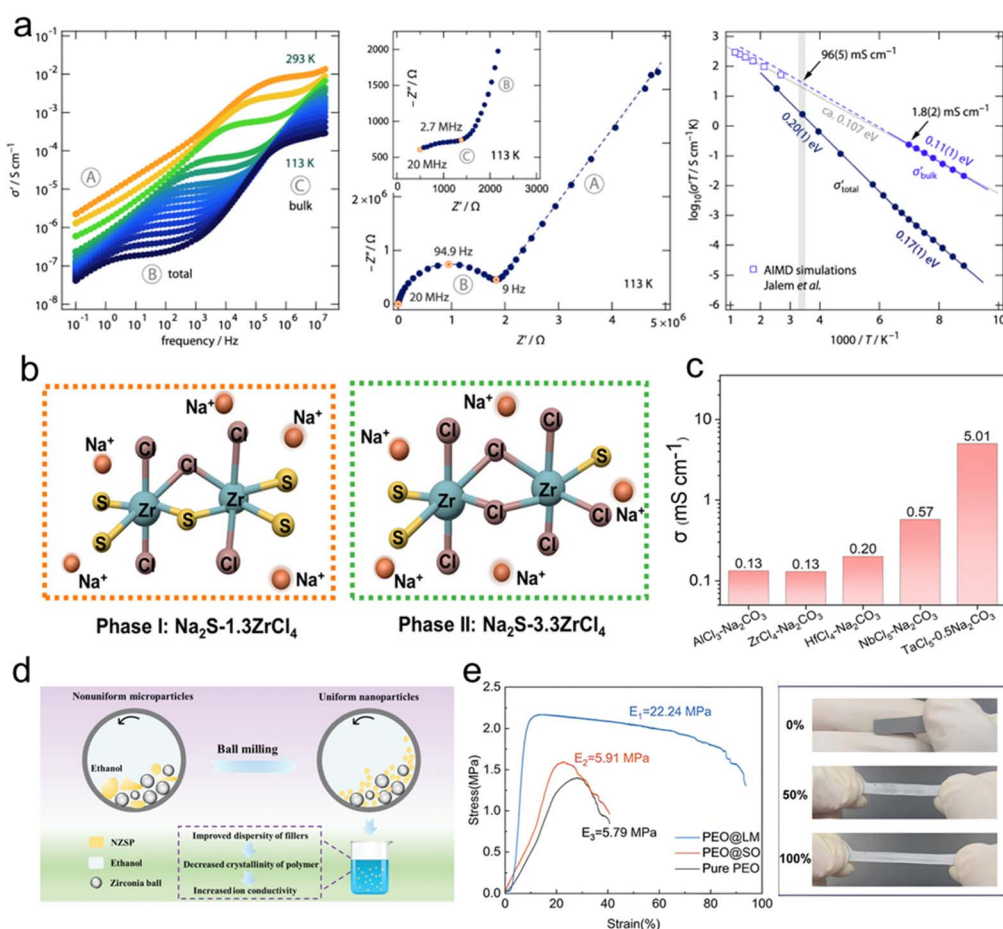 a
10⁻¹
10⁻²
10⁻³
10⁻⁴
10⁻⁵
10⁻⁶
10⁻⁷
10⁻⁸
σ' / S cm⁻¹
293 K
113 K
A
B total
C
bulk
10⁻¹ 10⁰ 10¹ 10² 10³ 10⁴ 10⁵ 10⁶ 10⁷
frequency / Hz
2000
1500
1000
500
0
− Z'' / Ω
2.7 MHz
20 MHz
B
C
113 K
0 1000 2000 3000
Z' / Ω
2 × 10⁶
1
0
− Z'' / Ω
94.9 Hz
B
20 MHz
9 Hz
A
113 K
0 1 2 3 4 5 × 10⁶
Z' / Ω
3
2
1
0
-1
-2
-3
-4
-5
-6
log₁₀(σ'T / S cm⁻¹K)
96(5) mS cm⁻¹
ca. 0.107 eV
1.8(2) mS cm⁻¹
0.20(1) eV
0.11(1) eV
σ'bulk
σ'total
0.17(1) eV
AIMD simulations
Jalem et al.
1 2 3 4 5 6 7 8 9 10
1000 / T / K⁻¹
b
Na⁺
Na⁺
Na⁺
Na⁺
Na⁺
Cl
Cl
Cl
Cl
Cl
S
S
S
S
S
Zr
Zr
Phase I: Na₂S-1.3ZrCl₄
Na⁺
Na⁺
Na⁺
Na⁺
Na⁺
Cl
Cl
Cl
Cl
Cl
Cl
Cl
S
S
S
Zr
Zr
Phase II: Na₂S-3.3ZrCl₄
c
10
1
0.1
σ (mS cm⁻¹)
0.13
0.13
0.20
0.57
5.01
AlCl₃-Na₂CO₃
ZrCl₄-Na₂CO₃
HfCl₄-Na₂CO₃
NbCl₅-Na₂CO₃
TaCl₅-0.5Na₂CO₃
d
Nonuniform microparticles
Uniform nanoparticles
Ball milling
Ethanol
NZSP
Ethanol
Zirconia ball
Improved dispersity of fillers
Decreased crystallinity of polymer
Increased ion conductivity
e
2.5
2.0
1.5
1.0
0.5
0.0
Stress(MPa)
E₁=22.24 MPa
E₂=5.91 MPa
E₃=5.79 MPa
PEO@LM
PEO@SO
Pure PEO
0 20 40 60 80 100
Strain(%)
0%
50%
100%